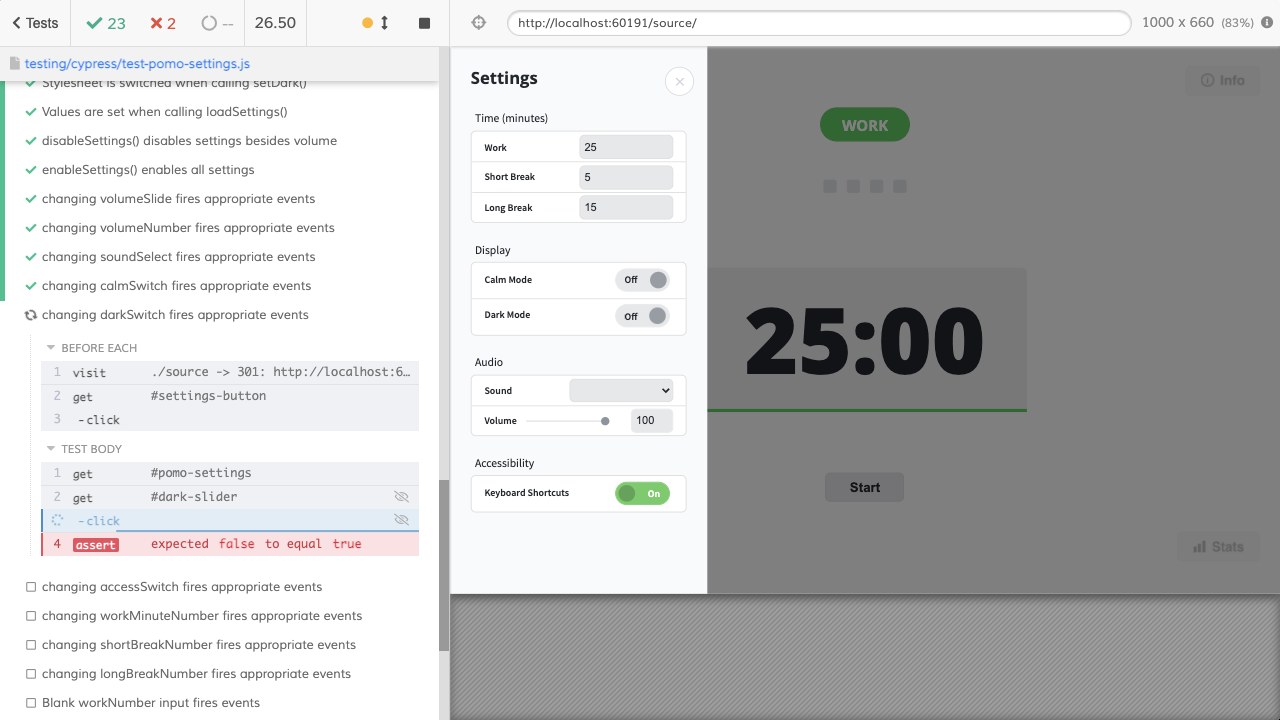 Tests
23
2
--
26.50
http://localhost:60191/source/
1000 x 660 (83%)
testing/cypress/test-pomo-settings.js
Stylesheet is switched when calling setDark()
Values are set when calling loadSettings()
disableSettings() disables settings besides volume
enableSettings() enables all settings
changing volumeSlide fires appropriate events
changing volumeNumber fires appropriate events
changing soundSelect fires appropriate events
changing calmSwitch fires appropriate events
changing darkSwitch fires appropriate events
BEFORE EACH
1 visit ./source -> 301: http://localhost:6…
2 get #settings-button
3 -click
TEST BODY
1 get #pomo-settings
2 get #dark-slider
-click
4 assert expected false to equal true
changing accessSwitch fires appropriate events
changing workMinuteNumber fires appropriate events
changing shortBreakNumber fires appropriate events
changing longBreakNumber fires appropriate events
Blank workNumber input fires events
Settings
Time (minutes)
Work 25
Short Break 5
Long Break 15
Display
Calm Mode Off
Dark Mode Off
Audio
Sound
Volume 100
Accessibility
Keyboard Shortcuts On
Info
WORK
25:00
Start
Stats